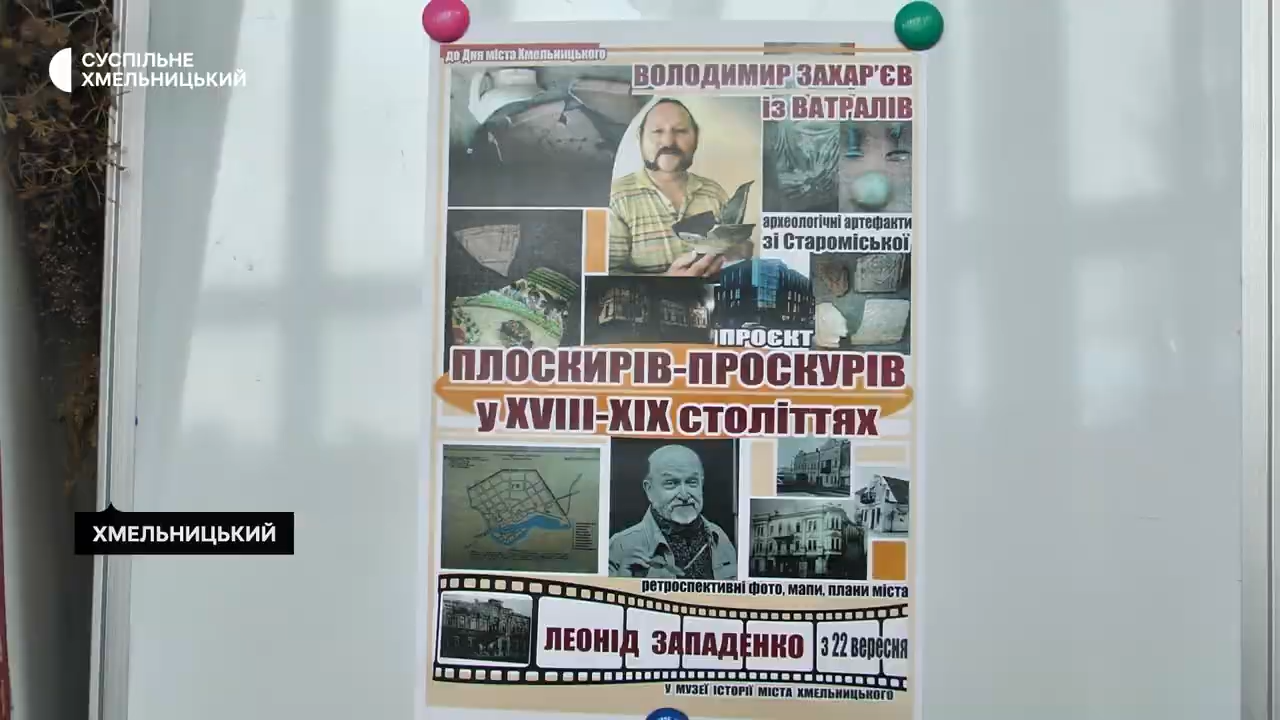 СУСПІЛЬНЕ
ХМЕЛЬНИЦЬКИЙ
до Дня міста Хмельницького
ВОЛОДИМИР ЗАХАР'ЄВ
із ВАТРАЛІВ
археологічні артефакти
зі Староміської
ПРОЄКТ
ПЛОСКИРІВ-ПРОСКУРІВ
у XVIII-XIX століттях
ХМЕЛЬНИЦЬКИЙ
ретроспективні фото, мапи, плани міста
ЛЕОНІД ЗАПАДЕНКО
з 22 вересня
У МУЗЕЇ ІСТОРІЇ МІСТА ХМЕЛЬНИЦЬКОГО